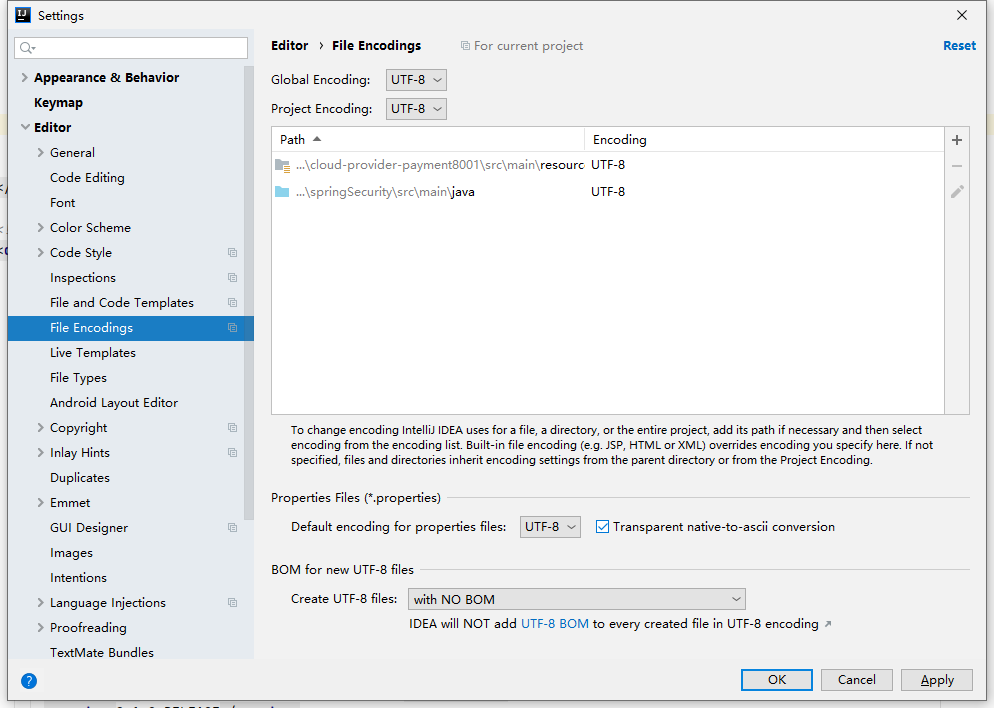 Settings
Editor › File Encodings For current project Reset
Appearance & Behavior
Keymap
Editor
General
Code Editing
Font
Color Scheme
Code Style
Inspections
File and Code Templates
File Encodings
Live Templates
File Types
Android Layout Editor
Copyright
Inlay Hints
Duplicates
Emmet
GUI Designer
Images
Intentions
Language Injections
Proofreading
TextMate Bundles
Global Encoding: UTF-8
Project Encoding: UTF-8
Path Encoding
...\cloud-provider-payment8001\src\main\resourc UTF-8
...\springSecurity\src\main\java UTF-8
To change encoding IntelliJ IDEA uses for a file, a directory, or the entire project, add its path if necessary and then select
encoding from the encoding list. Built-in file encoding (e.g. JSP, HTML or XML) overrides encoding you specify here. If not
specified, files and directories inherit encoding settings from the parent directory or from the Project Encoding.
Properties Files (*.properties)
Default encoding for properties files: UTF-8 Transparent native-to-ascii conversion
BOM for new UTF-8 files
Create UTF-8 files: with NO BOM
IDEA will NOT add UTF-8 BOM to every created file in UTF-8 encoding ↗
? OK Cancel Apply